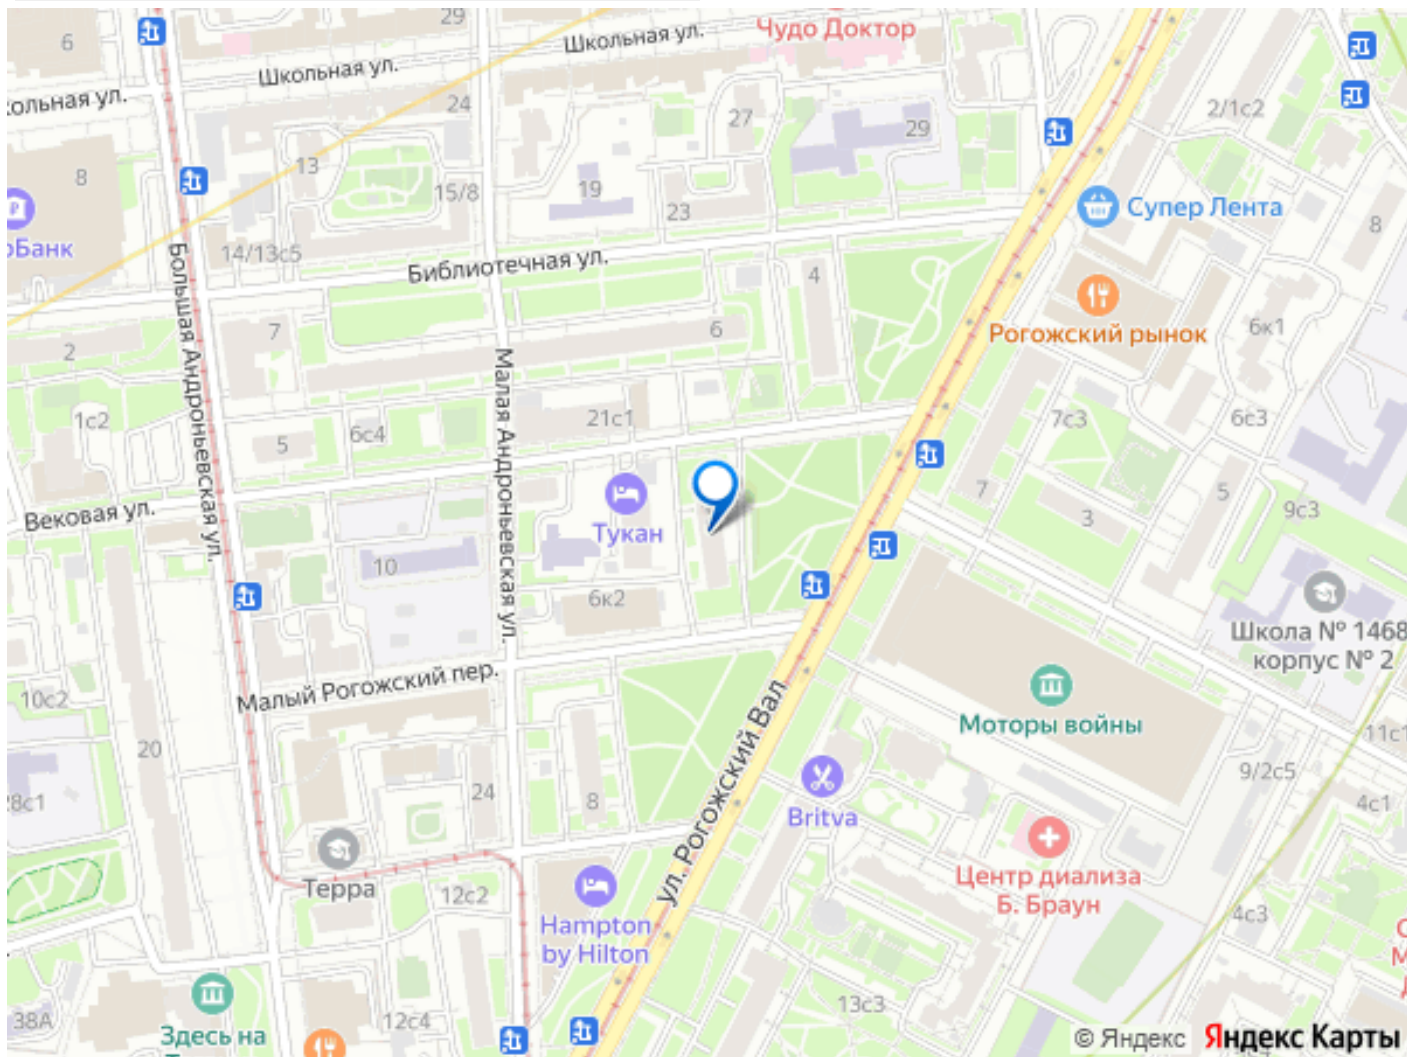 29
Школьная ул.
Чудо Доктор
6
Школьная ул.
кольная ул.
24
27
29
2/1с2
8
13
15/8
19
23
Супер Лента
8
оБанк
14/13с5
Библиотечная ул.
4
Рогожский рынок
6к1
7
6
2
Большая Андроньевская ул.
Малая Андроньевская ул.
1с2
5
6с4
21с1
7с3
6с3
7
3
5
9с3
Вековая ул.
Тукан
10
6к2
Школа № 1468
корпус № 2
Малый Рогожский пер.
10с2
20
Моторы войны
11с1
9/2с5
4с1
28с1
24
8
ул. Рогожский Вал
Britva
Терра
12с2
Центр диализа
Б. Браун
4с3
Hampton
by Hilton
38А
Здесь на
12с4
13с3
© Яндекс Яндекс Карты